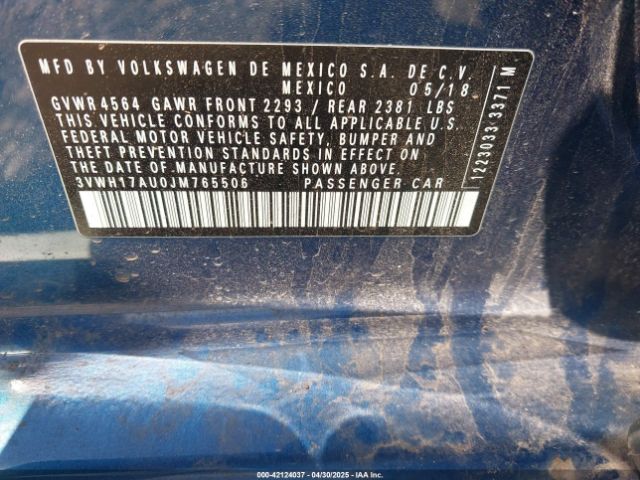 MFD BY VOLKSWAGEN DE MEXICO S.A. DE C.V.
MEXICO 05/18
GVWR 4564 GAWR FRONT 2293 / REAR 2381 LBS
THIS VEHICLE CONFORMS TO ALL APPLICABLE U.S.
FEDERAL MOTOR VEHICLE SAFETY, BUMPER AND
THEFT PREVENTION STANDARDS IN EFFECT ON
THE DATE OF MANUFACTURE SHOWN ABOVE.
3VWH17AU0JM765506 PASSENGER CAR
1223033 3371 M
000-42124037 - 04/30/2025 - IAA Inc.